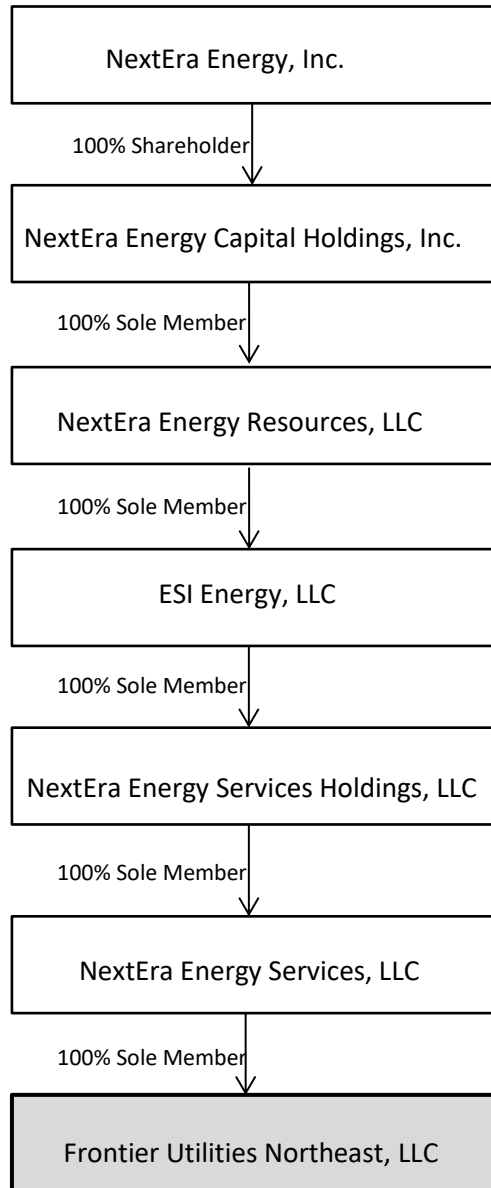 NextEra Energy, Inc.
100% Shareholder
NextEra Energy Capital Holdings, Inc.
100% Sole Member
NextEra Energy Resources, LLC
100% Sole Member
ESI Energy, LLC
100% Sole Member
NextEra Energy Services Holdings, LLC
100% Sole Member
NextEra Energy Services, LLC
100% Sole Member
Frontier Utilities Northeast, LLC